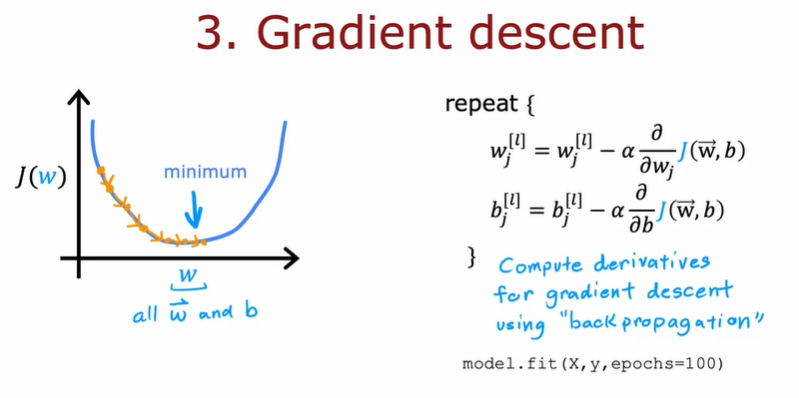 3. Gradient descent
J(w)
minimum
w
all w⃗ and b
repeat {
w_j^[l] = w_j^[l] − α ∂/∂w_j J(w⃗, b)
b_j^[l] = b_j^[l] − α ∂/∂b J(w⃗, b)
}
Compute derivatives
for gradient descent
using "back propagation"
model.fit(X,y,epochs=100)